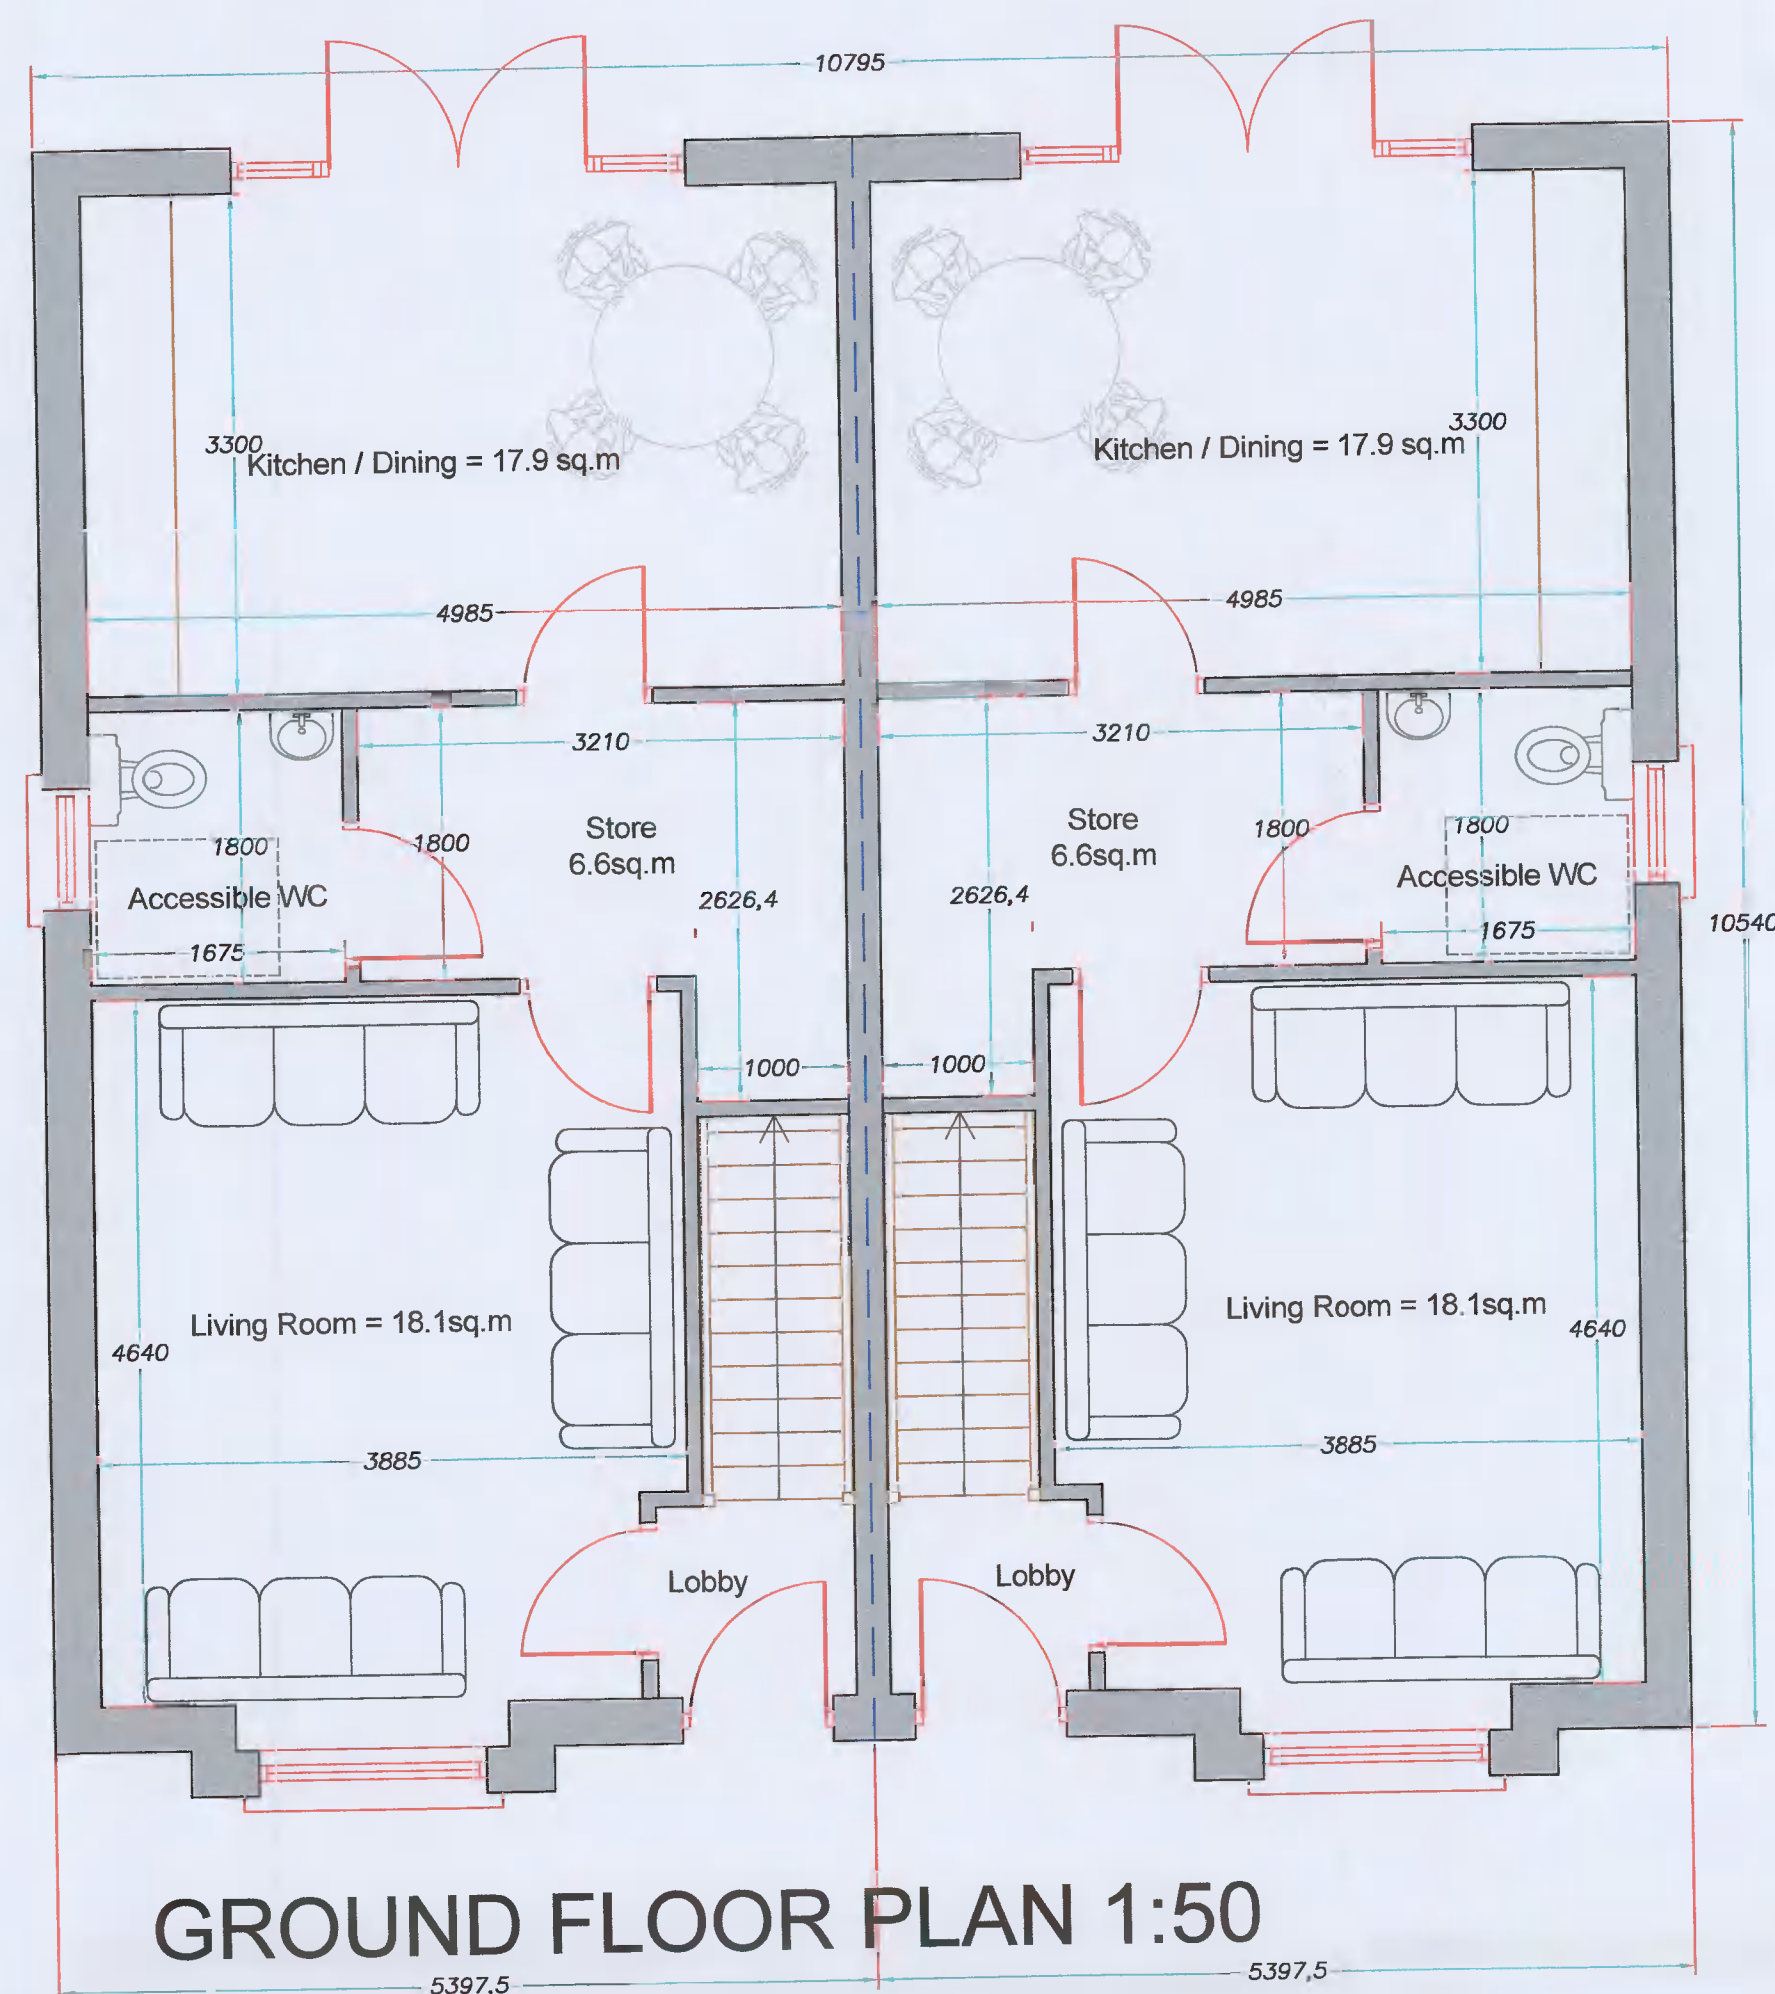 10795
3300
Kitchen / Dining = 17.9 sq.m
3300
Kitchen / Dining = 17.9 sq.m
4985
4985
3210
3210
Store
6.6sq.m
Store
6.6sq.m
1800
1800
1800
1800
Accessible WC
Accessible WC
2626,4
2626,4
1675
1675
10540
1000
1000
Living Room = 18.1sq.m
Living Room = 18.1sq.m
4640
4640
3885
3885
Lobby
Lobby
GROUND FLOOR PLAN 1:50
5397,5
5397,5